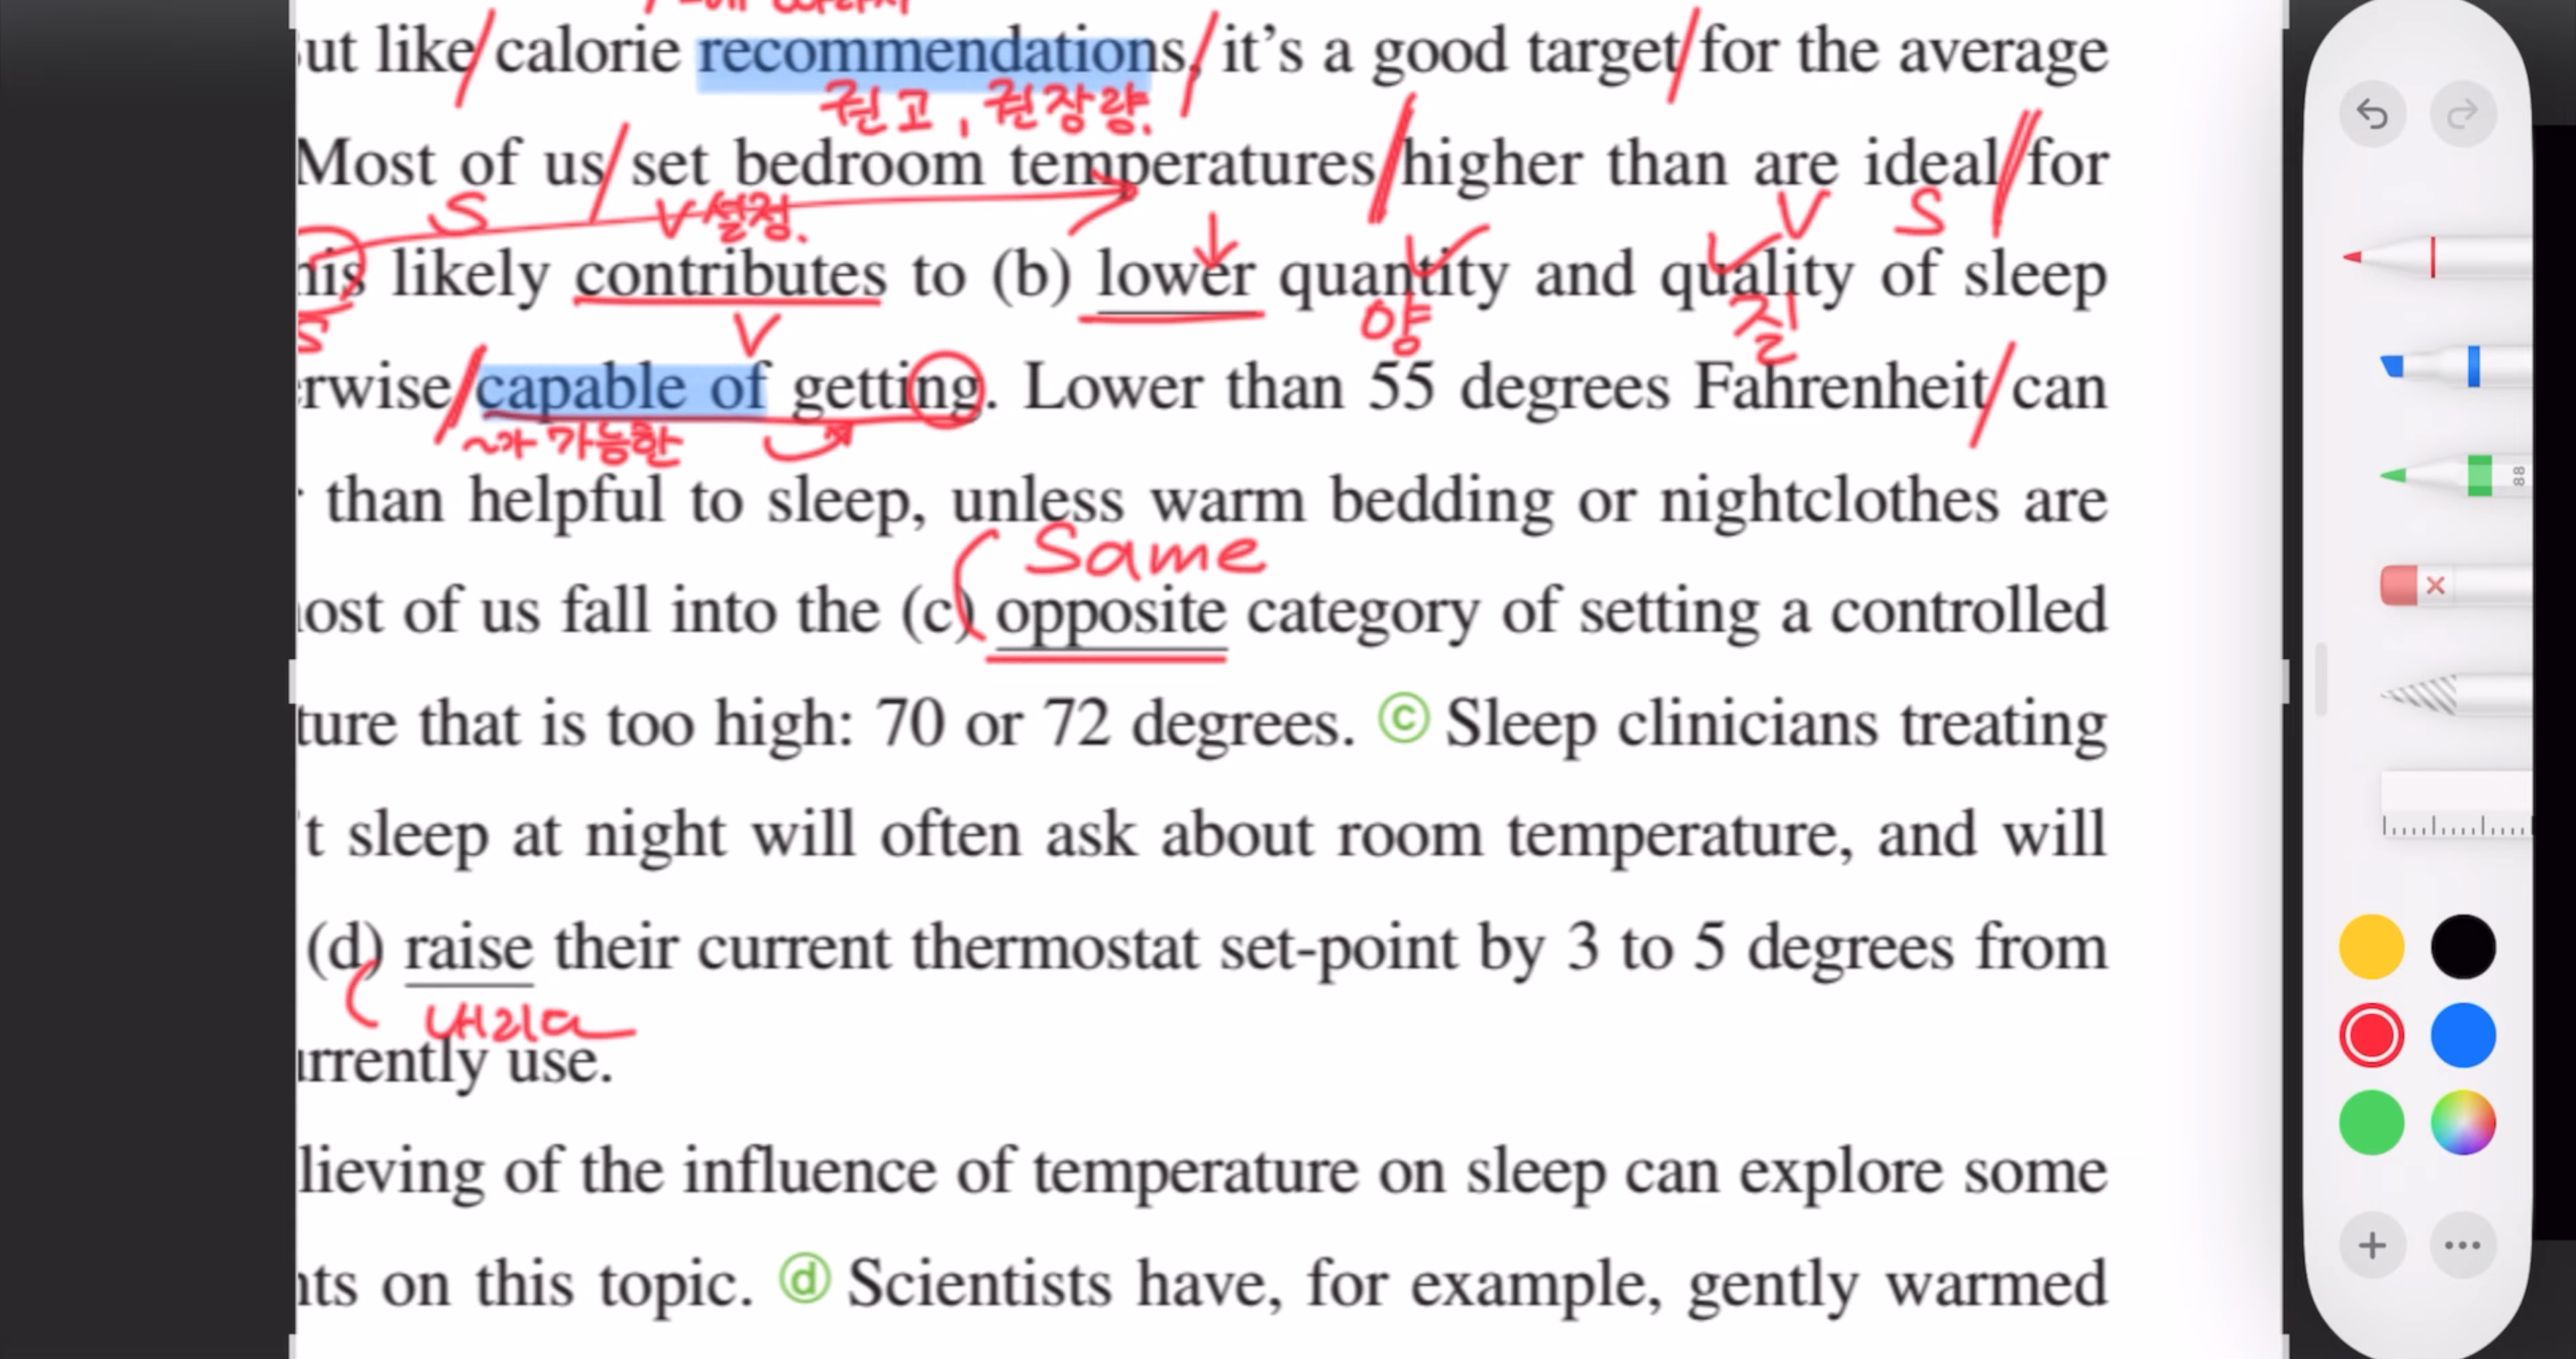 but like calorie recommendations, it's a good target for the average
권고, 권장량.
Most of us set bedroom temperatures higher than are ideal for
S V 설정. V S
his likely contributes to (b) lower quantity and quality of sleep
S V 양 질
erwise capable of getting. Lower than 55 degrees Fahrenheit can
~가 가능한
than helpful to sleep, unless warm bedding or nightclothes are
Same
ost of us fall into the (c) opposite category of setting a controlled
ture that is too high: 70 or 72 degrees. ⓒ Sleep clinicians treating
't sleep at night will often ask about room temperature, and will
(d) raise their current thermostat set-point by 3 to 5 degrees from
내리다
urrently use.
lieving of the influence of temperature on sleep can explore some
nts on this topic. ⓓ Scientists have, for example, gently warmed
88